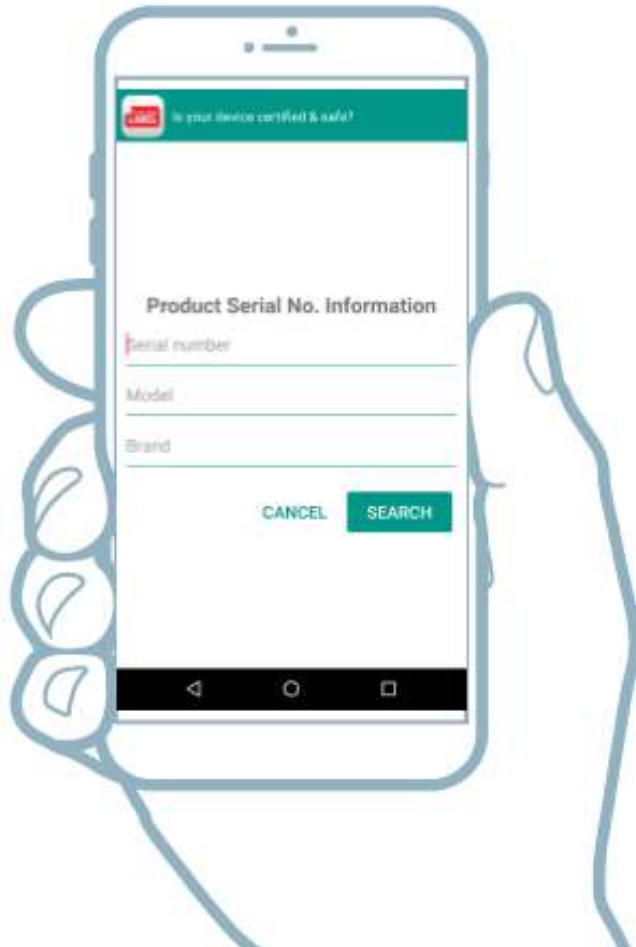 Is your device certified & safe?
Product Serial No. Information
Serial number
Model
Brand
CANCEL SEARCH